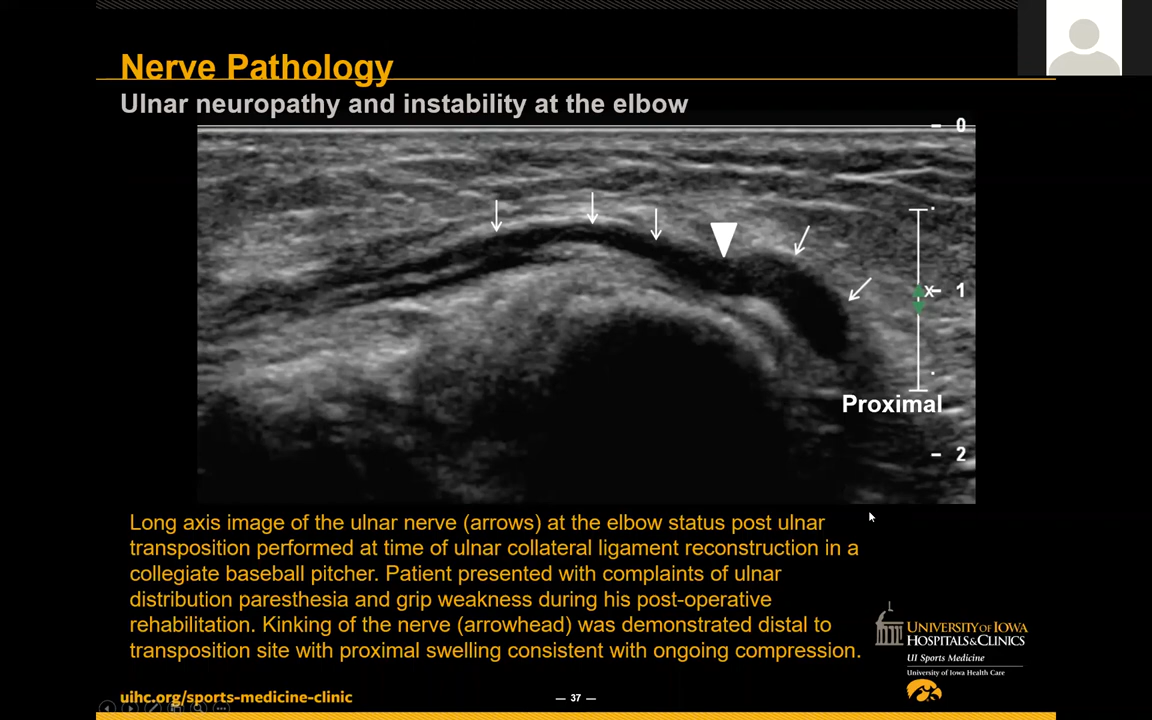 Nerve Pathology
Ulnar neuropathy and instability at the elbow
0
x
1
Proximal
2
Long axis image of the ulnar nerve (arrows) at the elbow status post ulnar
transposition performed at time of ulnar collateral ligament reconstruction in a
collegiate baseball pitcher. Patient presented with complaints of ulnar
distribution paresthesia and grip weakness during his post-operative
rehabilitation. Kinking of the nerve (arrowhead) was demonstrated distal to
transposition site with proximal swelling consistent with ongoing compression.
UNIVERSITY OF IOWA
HOSPITALS & CLINICS
UI Sports Medicine
University of Iowa Health Care
uihc.org/sports-medicine-clinic
— 37 —